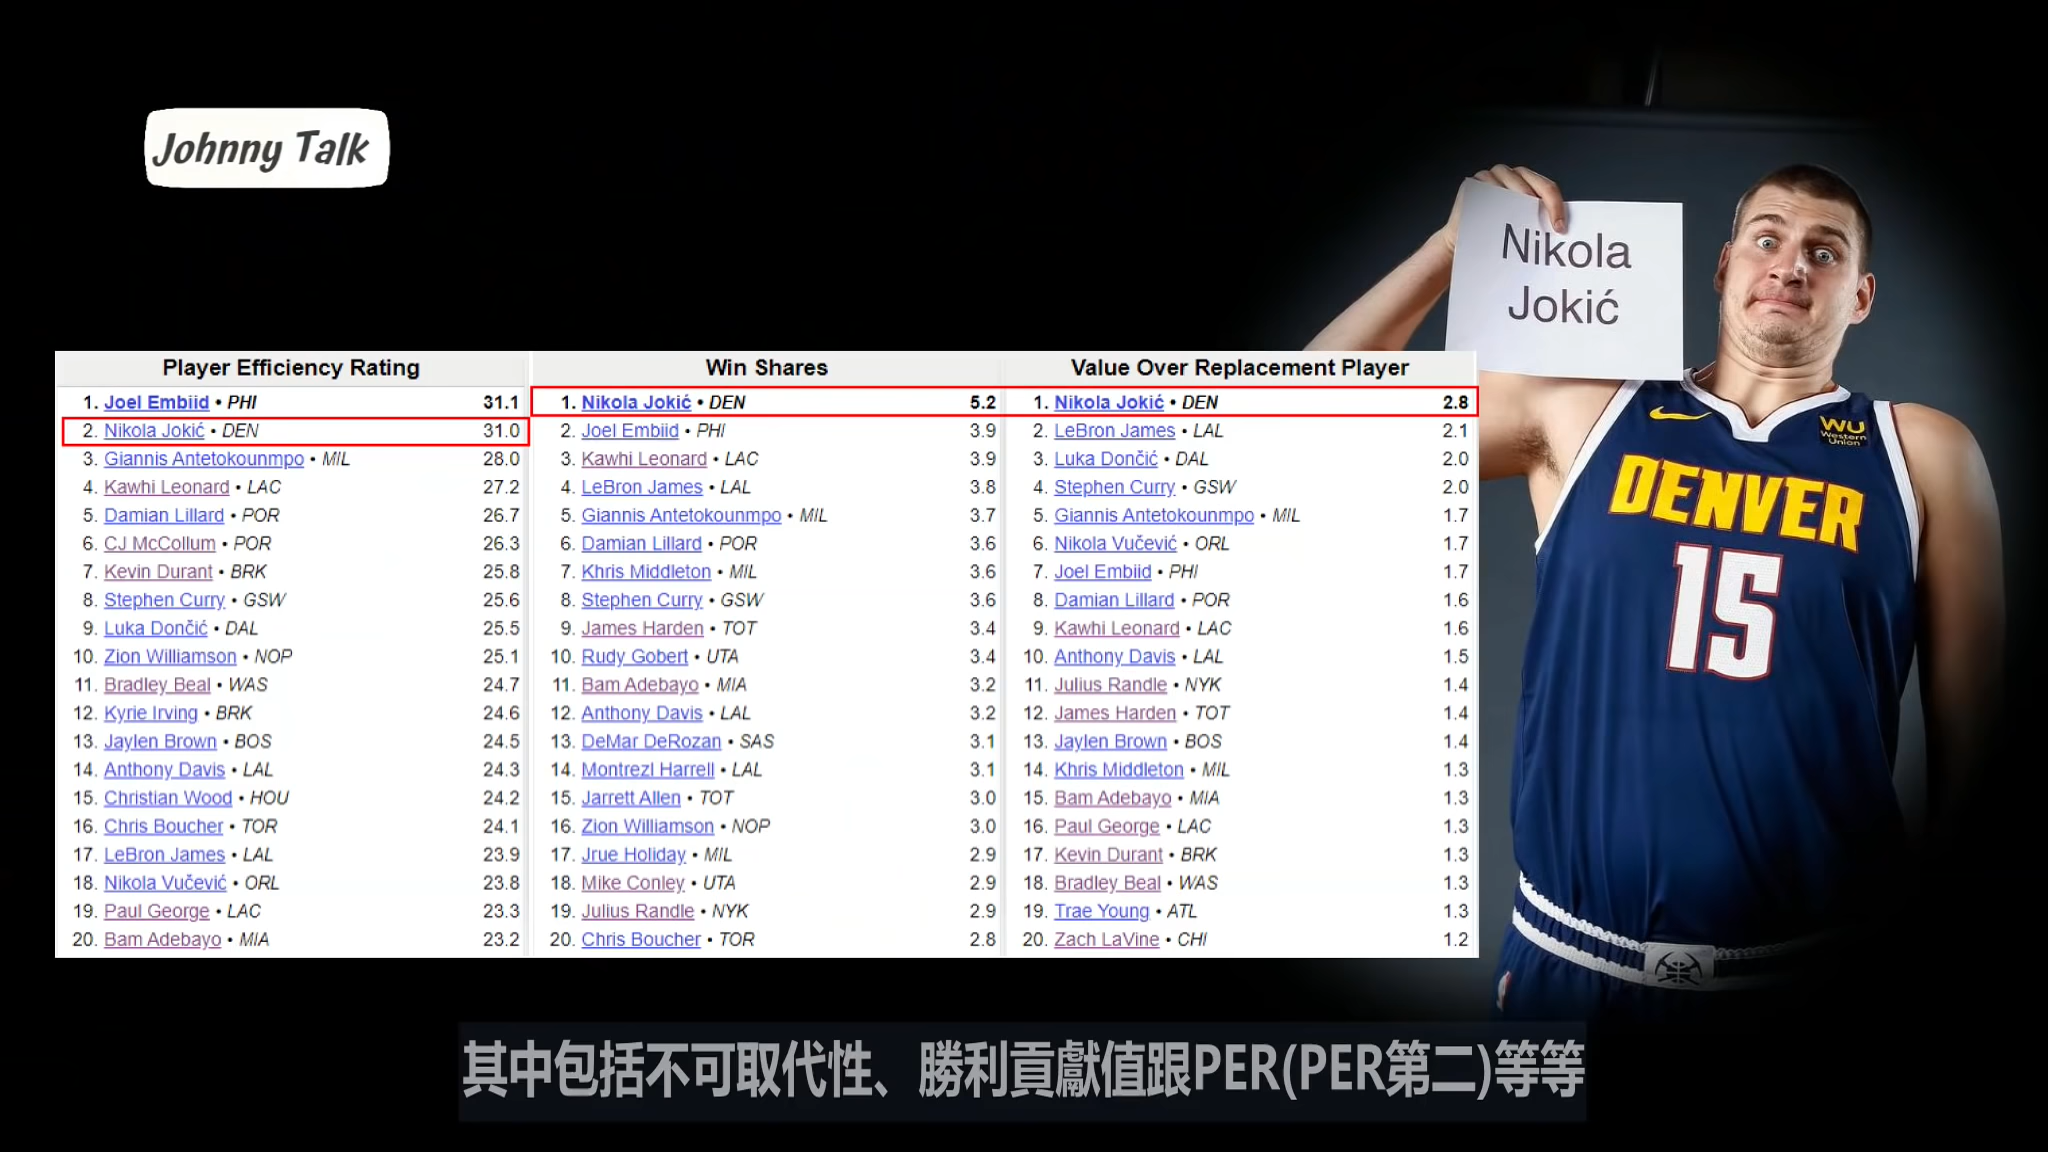 Johnny Talk
Nikola
Jokić
WU
Western
Union
DENVER
15
Player Efficiency Rating
1. Joel Embiid • PHI 31.1
2. Nikola Jokić • DEN 31.0
3. Giannis Antetokounmpo • MIL 28.0
4. Kawhi Leonard • LAC 27.2
5. Damian Lillard • POR 26.7
6. CJ McCollum • POR 26.3
7. Kevin Durant • BRK 25.8
8. Stephen Curry • GSW 25.6
9. Luka Dončić • DAL 25.5
10. Zion Williamson • NOP 25.1
11. Bradley Beal • WAS 24.7
12. Kyrie Irving • BRK 24.6
13. Jaylen Brown • BOS 24.5
14. Anthony Davis • LAL 24.3
15. Christian Wood • HOU 24.2
16. Chris Boucher • TOR 24.1
17. LeBron James • LAL 23.9
18. Nikola Vučević • ORL 23.8
19. Paul George • LAC 23.3
20. Bam Adebayo • MIA 23.2
Win Shares
1. Nikola Jokić • DEN 5.2
2. Joel Embiid • PHI 3.9
3. Kawhi Leonard • LAC 3.9
4. LeBron James • LAL 3.8
5. Giannis Antetokounmpo • MIL 3.7
6. Damian Lillard • POR 3.6
7. Khris Middleton • MIL 3.6
8. Stephen Curry • GSW 3.6
9. James Harden • TOT 3.4
10. Rudy Gobert • UTA 3.4
11. Bam Adebayo • MIA 3.2
12. Anthony Davis • LAL 3.2
13. DeMar DeRozan • SAS 3.1
14. Montrezl Harrell • LAL 3.1
15. Jarrett Allen • TOT 3.0
16. Zion Williamson • NOP 3.0
17. Jrue Holiday • MIL 2.9
18. Mike Conley • UTA 2.9
19. Julius Randle • NYK 2.9
20. Chris Boucher • TOR 2.8
Value Over Replacement Player
1. Nikola Jokić • DEN 2.8
2. LeBron James • LAL 2.1
3. Luka Dončić • DAL 2.0
4. Stephen Curry • GSW 2.0
5. Giannis Antetokounmpo • MIL 1.7
6. Nikola Vučević • ORL 1.7
7. Joel Embiid • PHI 1.7
8. Damian Lillard • POR 1.6
9. Kawhi Leonard • LAC 1.6
10. Anthony Davis • LAL 1.5
11. Julius Randle • NYK 1.4
12. James Harden • TOT 1.4
13. Jaylen Brown • BOS 1.4
14. Khris Middleton • MIL 1.3
15. Bam Adebayo • MIA 1.3
16. Paul George • LAC 1.3
17. Kevin Durant • BRK 1.3
18. Bradley Beal • WAS 1.3
19. Trae Young • ATL 1.3
20. Zach LaVine • CHI 1.2
其中包括不可取代性、勝利貢獻值跟PER(PER第二)等等